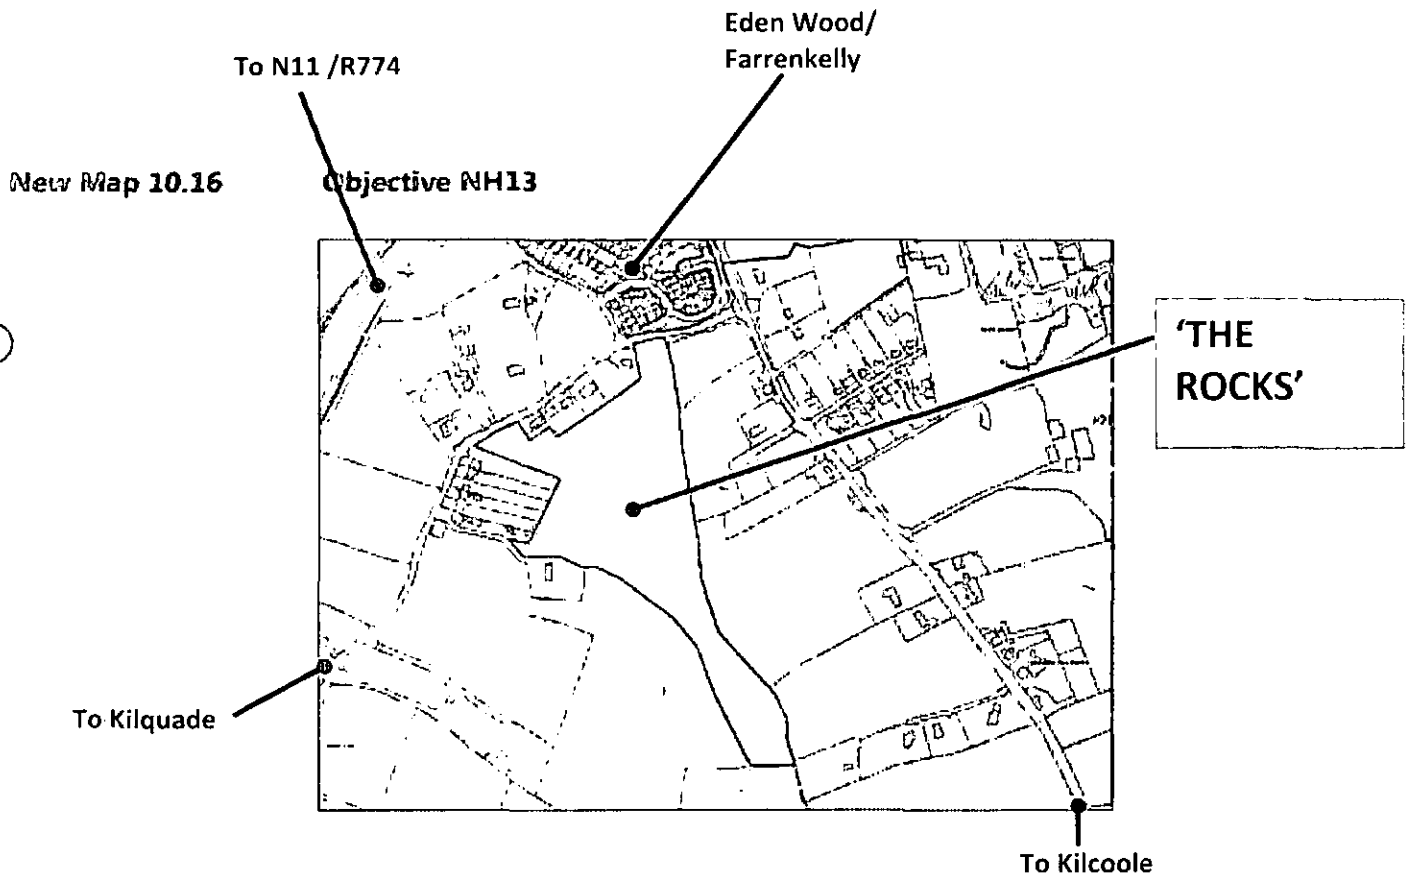 Eden Wood/
Farrenkelly
To N11 /R774
New Map 10.16 Objective NH13
'THE
ROCKS'
To Kilquade
To Kilcoole